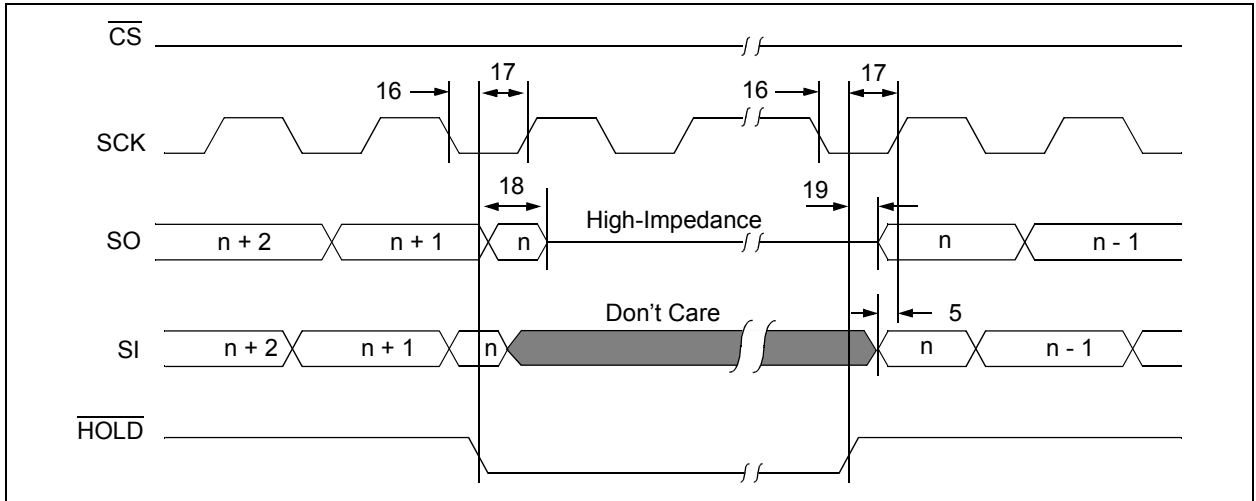 CS
16 17 16 17
SCK
18 19
High-Impedance
SO n + 2 n + 1 n n n - 1
Don't Care 5
SI n + 2 n + 1 n n n - 1
HOLD